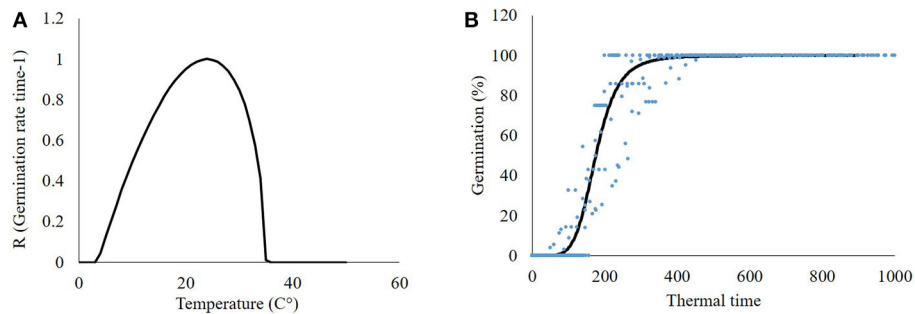 A
1.2
1
0.8
0.6
0.4
0.2
0
0 20 40 60
R (Germination rate time-1)
Temperature (C°)
B
120
100
80
60
40
20
0
0 200 400 600 800 1000
Germination (%)
Thermal time